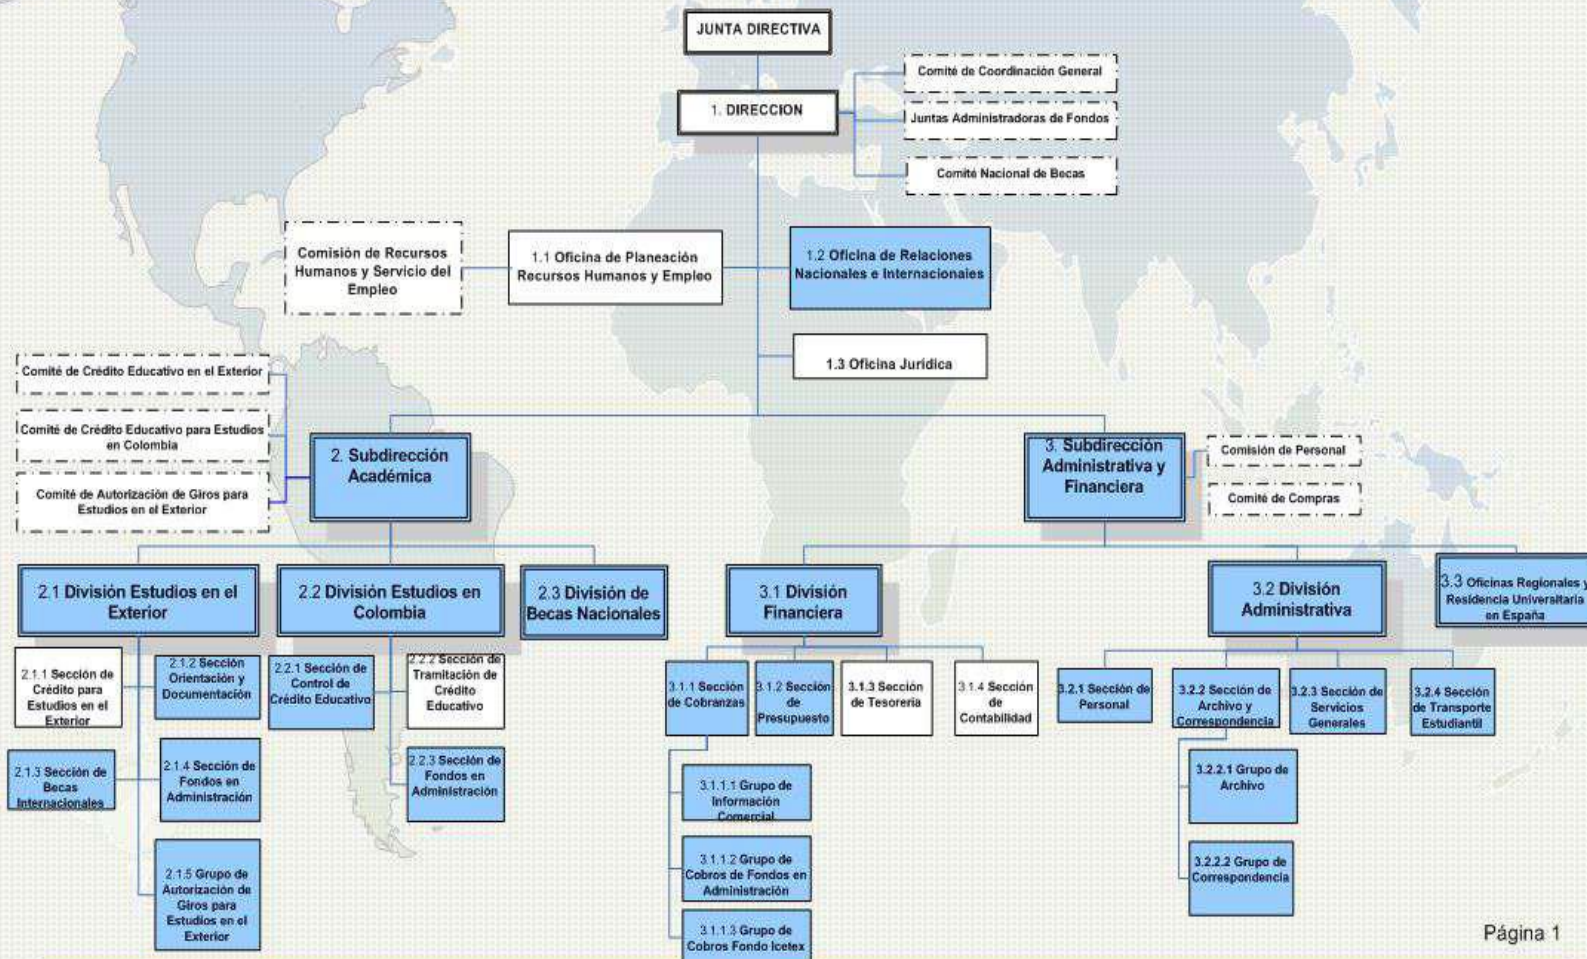 JUNTA DIRECTIVA
1. DIRECCION
Comité de Coordinación General
Juntas Administradoras de Fondos
Comité Nacional de Becas
Comisión de Recursos
Humanos y Servicio del
Empleo
1.1 Oficina de Planeación
Recursos Humanos y Empleo
1.2 Oficina de Relaciones
Nacionales e Internacionales
1.3 Oficina Jurídica
Comité de Crédito Educativo en el Exterior
Comité de Crédito Educativo para Estudios
en Colombia
Comité de Autorización de Giros para
Estudios en el Exterior
2. Subdirección
Académica
3. Subdirección
Administrativa y
Financiera
Comisión de Personal
Comité de Compras
2.1 División Estudios en el
Exterior
2.2 División Estudios en
Colombia
2.3 División de
Becas Nacionales
3.1 División
Financiera
3.2 División
Administrativa
3.3 Oficinas Regionales y
Residencia Universitaria
en España
2.1.1 Sección de
Crédito para
Estudios en el
Exterior
2.1.2 Sección
Orientación y
Documentación
2.2.1 Sección de
Control de
Crédito Educativo
2.2.2 Sección de
Tramitación de
Crédito
Educativo
3.1.1 Sección
de Cobranzas
3.1.2 Sección
de
Presupuesto
3.1.3 Sección
de Tesorería
3.1.4 Sección
de
Contabilidad
3.2.1 Sección de
Personal
3.2.2 Sección de
Archivo y
Correspondencia
3.2.3 Sección de
Servicios
Generales
3.2.4 Sección
de Transporte
Estudiantil
2.1.3 Sección de
Becas
Internacionales
2.1.4 Sección de
Fondos en
Administración
2.2.3 Sección de
Fondos en
Administración
3.1.1.1 Grupo de
Información
Comercial
3.2.2.1 Grupo de
Archivo
2.1.5 Grupo de
Autorización de
Giros para
Estudios en el
Exterior
3.1.1.2 Grupo de
Cobros de Fondos en
Administración
3.2.2.2 Grupo de
Correspondencia
3.1.1.3 Grupo de
Cobros Fondo Icetex
Página 1